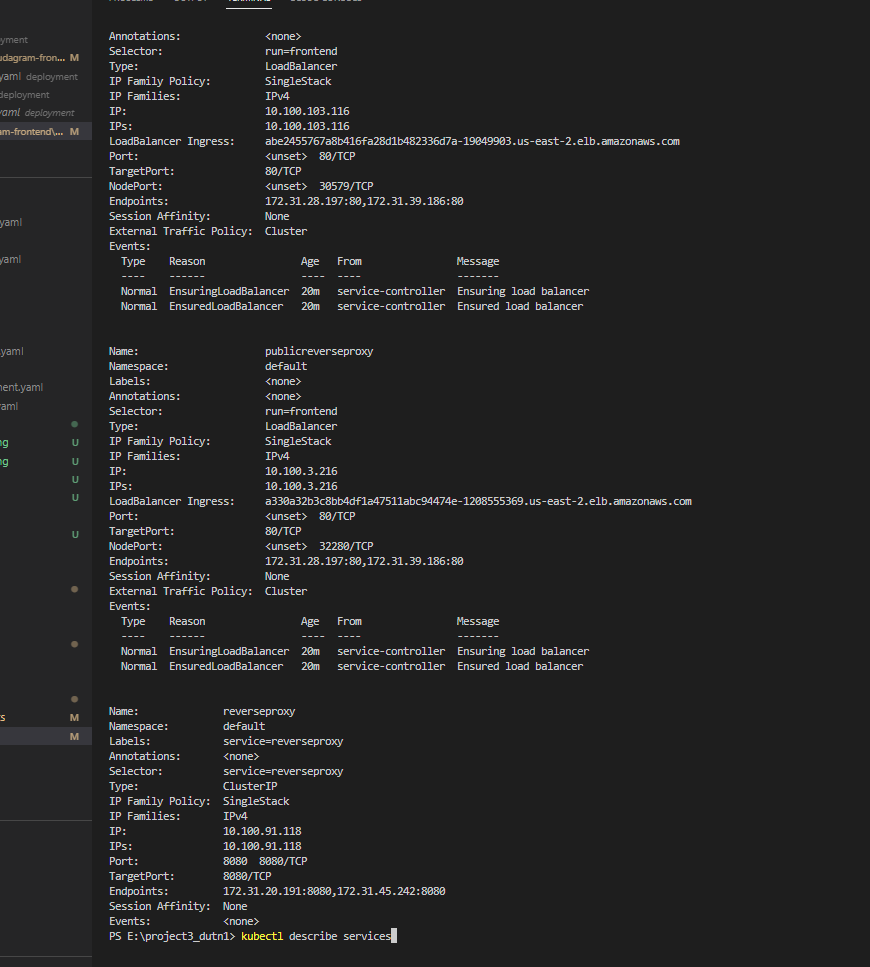 Annotations: <none>
Selector: run=frontend
Type: LoadBalancer
IP Family Policy: SingleStack
IP Families: IPv4
IP: 10.100.103.116
IPs: 10.100.103.116
LoadBalancer Ingress: abe2455767a8b416fa28d1b482336d7a-19049903.us-east-2.elb.amazonaws.com
Port: <unset> 80/TCP
TargetPort: 80/TCP
NodePort: <unset> 30579/TCP
Endpoints: 172.31.28.197:80,172.31.39.186:80
Session Affinity: None
External Traffic Policy: Cluster
Events:
Type Reason Age From Message
---- ------ ---- ---- -------
Normal EnsuringLoadBalancer 20m service-controller Ensuring load balancer
Normal EnsuredLoadBalancer 20m service-controller Ensured load balancer
Name: publicreverseproxy
Namespace: default
Labels: <none>
Annotations: <none>
Selector: run=frontend
Type: LoadBalancer
IP Family Policy: SingleStack
IP Families: IPv4
IP: 10.100.3.216
IPs: 10.100.3.216
LoadBalancer Ingress: a330a32b3c8bb4df1a47511abc94474e-1208555369.us-east-2.elb.amazonaws.com
Port: <unset> 80/TCP
TargetPort: 80/TCP
NodePort: <unset> 32280/TCP
Endpoints: 172.31.28.197:80,172.31.39.186:80
Session Affinity: None
External Traffic Policy: Cluster
Events:
Type Reason Age From Message
---- ------ ---- ---- -------
Normal EnsuringLoadBalancer 20m service-controller Ensuring load balancer
Normal EnsuredLoadBalancer 20m service-controller Ensured load balancer
Name: reverseproxy
Namespace: default
Labels: service=reverseproxy
Annotations: <none>
Selector: service=reverseproxy
Type: ClusterIP
IP Family Policy: SingleStack
IP Families: IPv4
IP: 10.100.91.118
IPs: 10.100.91.118
Port: 8080 8080/TCP
TargetPort: 8080/TCP
Endpoints: 172.31.20.191:8080,172.31.45.242:8080
Session Affinity: None
Events: <none>
PS E:\project3_dutn1> kubectl describe services
yment
udagram-fron... M
yaml deployment
deployment
yaml deployment
am-frontend\... M
yaml
yaml
.yaml
nent.yaml
yaml
ng U
ng U
U
U
U
s M
M